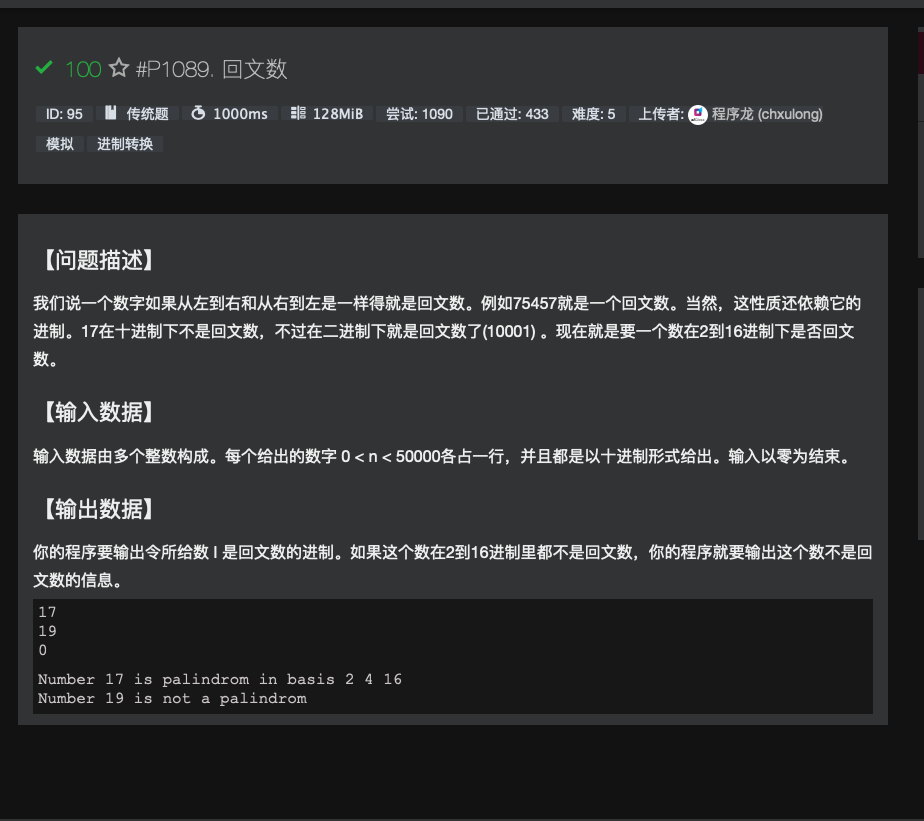 100 #P1089. 回文数
ID: 95 传统题 1000ms 128MiB 尝试: 1090 已通过: 433 难度: 5 上传者: 程序龙 (chxulong)
模拟 进制转换
【问题描述】
我们说一个数字如果从左到右和从右到左是一样得就是回文数。例如75457就是一个回文数。当然，这性质还依赖它的
进制。17在十进制下不是回文数，不过在二进制下就是回文数了(10001) 。现在就是要一个数在2到16进制下是否回文
数。
【输入数据】
输入数据由多个整数构成。每个给出的数字 0 < n < 50000各占一行，并且都是以十进制形式给出。输入以零为结束。
【输出数据】
你的程序要输出令所给数 I 是回文数的进制。如果这个数在2到16进制里都不是回文数，你的程序就要输出这个数不是回
文数的信息。
17
19
0
Number 17 is palindrom in basis 2 4 16
Number 19 is not a palindrom